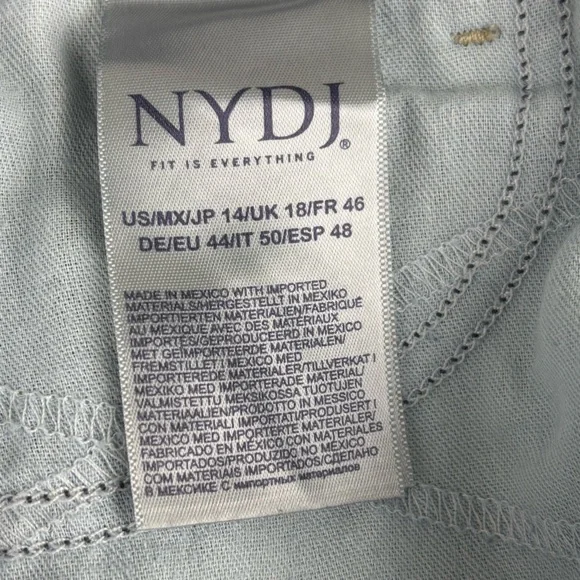 NYDJ®
FIT IS EVERYTHING
US/MX/JP 14/UK 18/FR 46
DE/EU 44/IT 50/ESP 48
MADE IN MEXICO WITH IMPORTED
MATERIALS/HERGESTELLT IN MEXIKO
IMPORTIERTEN MATERIALIEN/FABRIQUÉ
AU MEXIQUE AVEC DES MATÉRIAUX
IMPORTÉS/GEPRODUCEERD IN MEXICO
MET GEÏMPORTEERDE MATERIALEN/
FREMSTILLET I MEXICO MED
IMPORTEREDE MATERIALER/TILLVERKAT I
MEXIKO MED IMPORTERADE MATERIAL
/ALMISTETTU MEKSIKOSSA TUOTUJEN
MATERIAALIEN/PRODOTTO IN MESSICO
CON MATERIALI IMPORTATI/PRODUSERT I
MEXICO MED IMPORTERTE MATERIALER/
FABRICADO EN MÉXICO CON MATERIALES
IMPORTADOS/PRODUZIDO NO MÉXICO
COM MATERIAIS IMPORTADOS/СДЕЛАНО
В МЕКСИКЕ С импортных материалов